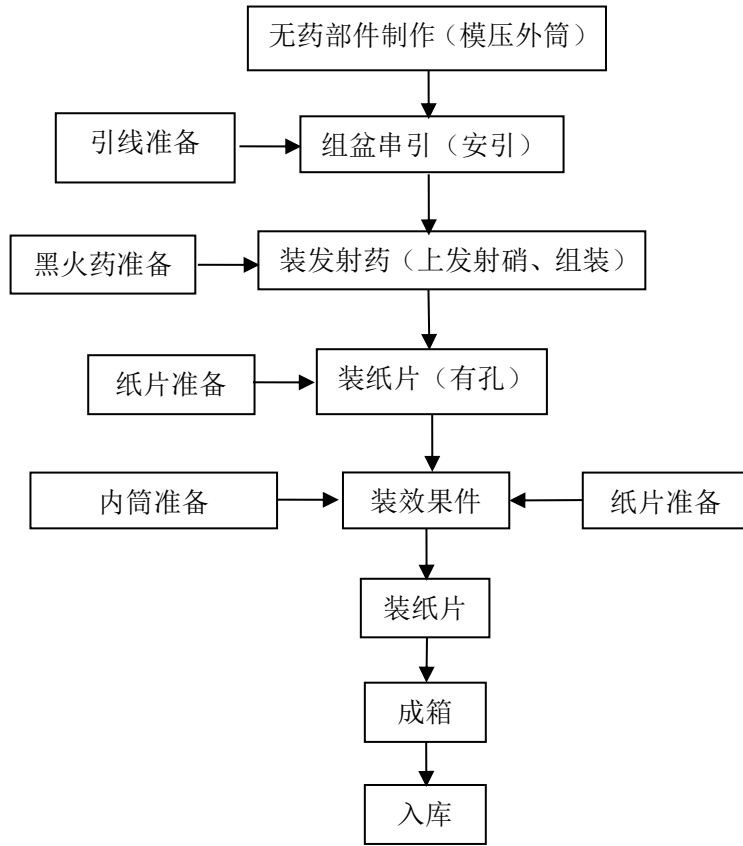 无药部件制作（模压外筒）
引线准备
组盆串引（安引）
黑火药准备
装发射药（上发射硝、组装）
纸片准备
装纸片（有孔）
内筒准备
装效果件
纸片准备
装纸片
成箱
入库